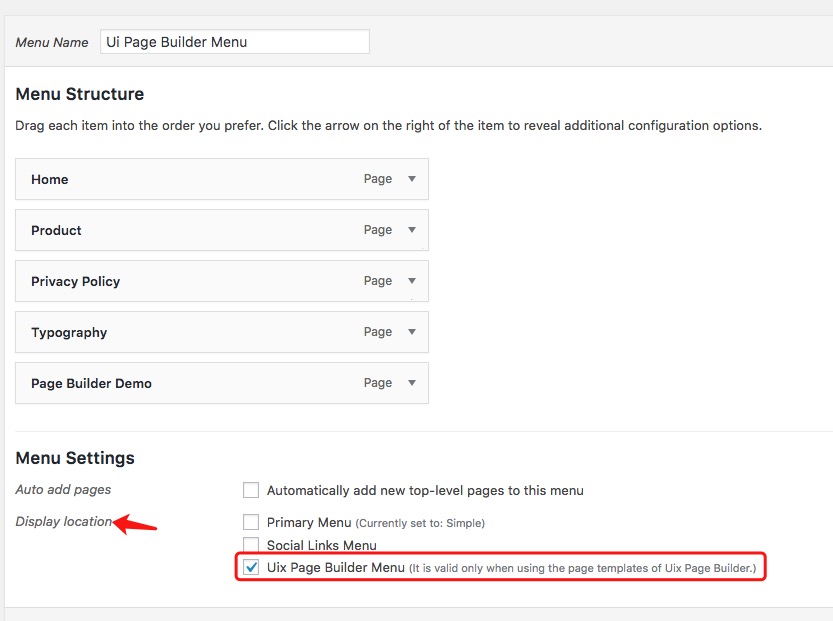 Menu Name Ui Page Builder Menu
Menu Structure
Drag each item into the order you prefer. Click the arrow on the right of the item to reveal additional configuration options.
Home Page
Product Page
Privacy Policy Page
Typography Page
Page Builder Demo Page
Menu Settings
Auto add pages Automatically add new top-level pages to this menu
Display location Primary Menu (Currently set to: Simple)
Social Links Menu
Uix Page Builder Menu (It is valid only when using the page templates of Uix Page Builder.)